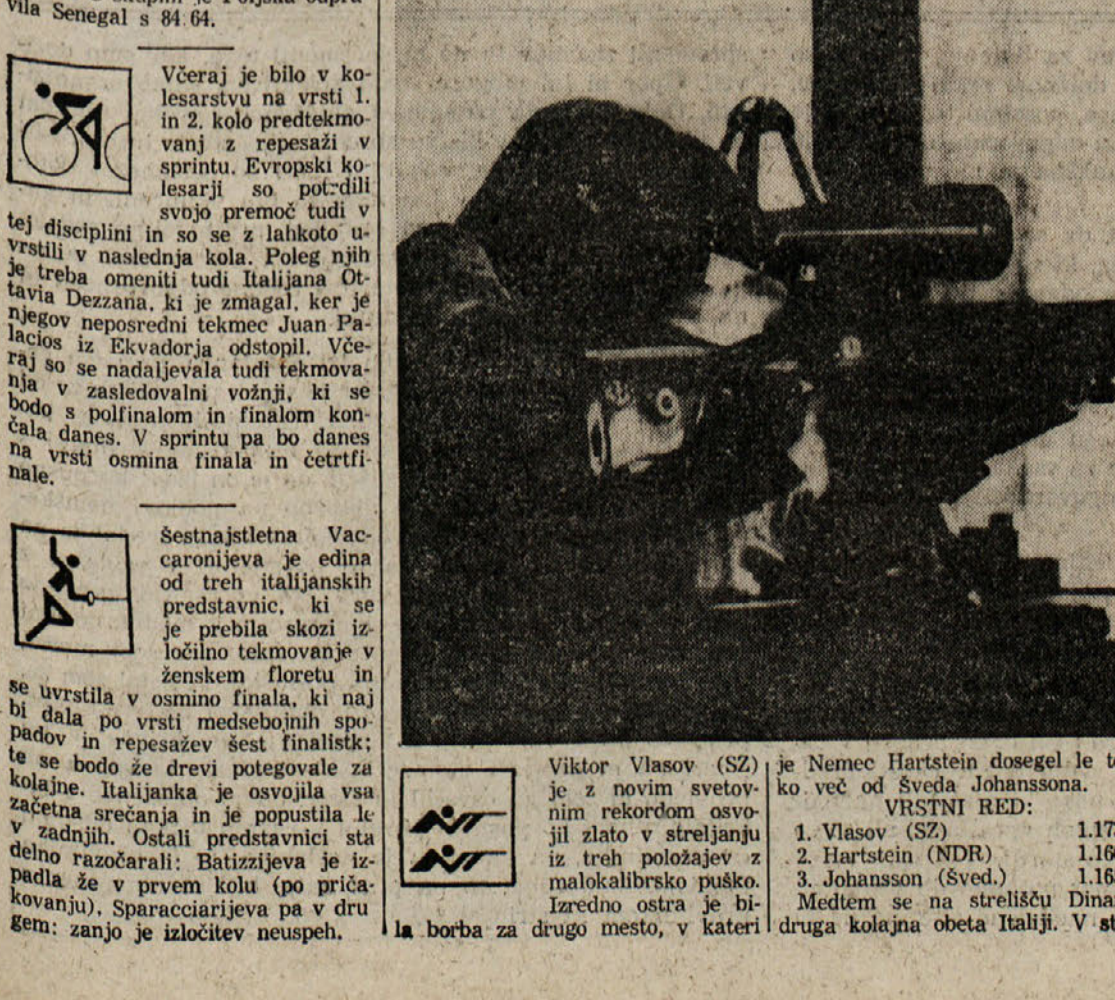 vila Senegal s 84:64.
Včeraj je bilo v ko-
lesarstvu na vrsti 1.
in 2. kolo predtekmo-
vanj z repesaži v
sprintu. Evropski ko-
lesarji so potrdili
svojo premoč tudi v
tej disciplini in so se z lahkoto u-
vrstili v naslednja kola. Poleg njih
je treba omeniti tudi Italijana Ot-
tavia Dezzana, ki je zmagal, ker je
njegov neposredni tekmec Juan Pa-
lacios iz Ekvadorja odstopil. Vče-
raj so se nadaljevala tudi tekmova-
nja v zasledovalni vožnji, ki se
bodo s polfinalom in finalom kon-
čala danes. V sprintu pa bo danes
na vrsti osmina finala in četrtfi-
nale.
Šestnajstletna Vac-
caronijeva je edina
od treh italijanskih
predstavnic, ki se
je prebila skozi iz-
ločilno tekmovanje v
ženskem floretu in
se uvrstila v osmino finala, ki naj
bi dala po vrsti medsebojnih spo-
padov in repesažev šest finalistk;
te se bodo že drevi potegovale za
kolajne. Italijanka je osvojila vsa
začetna srečanja in je popustila le
v zadnjih. Ostali predstavnici sta
delno razočarali: Batizzijeva je iz-
padla že v prvem kolu (po priča-
kovanju), Sparacciarijeva pa v dru
gem: zanjo je izločitev neuspeh.
9
Viktor Vlasov (SZ)
je z novim svetov-
nim rekordom osvo-
jil zlato v streljanju
iz treh položajev z
malokalibrsko puško.
Izredno ostra je bi-
la borba za drugo mesto, v kateri
je Nemec Hartstein dosegel le
ko več od Šveda Johanssona.
VRSTNI RED:
1. Vlasov (SZ) 1.17
2. Hartstein (NDR) 1.16
3. Johansson (Šved.) 1.16
Medtem se na strelišču Dina
druga kolajna obeta Italiji. V